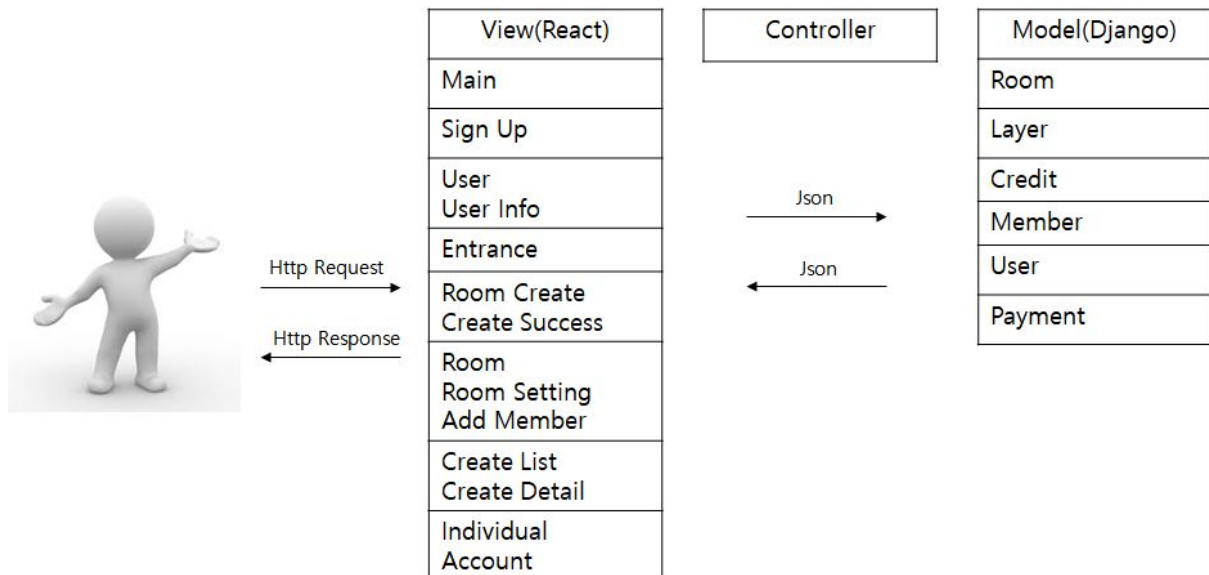 View(React)
Controller
Model(Django)
Main
Sign Up
User
User Info
Entrance
Room Create
Create Success
Room
Room Setting
Add Member
Create List
Create Detail
Individual
Account
Http Request
Http Response
Json
Json
Room
Layer
Credit
Member
User
Payment